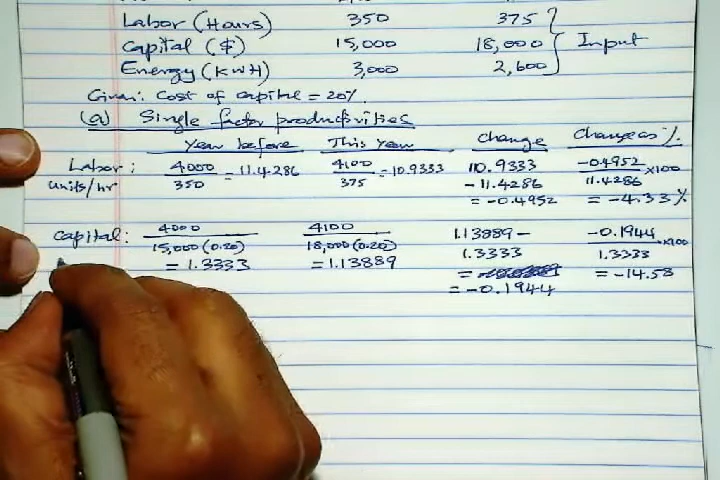 Labor (Hours) 350 375
Capital ($) 15,000 18,000 Input
Energy (KWH) 3,000 2,600
Given: Cost of capital = 20%.
(a) Single factor productivities
Year before This year Change Change as %
Labor: 4000/350 = 11.4286 4100/375 = 10.9333 10.9333 -0.4952/11.4286 ×100
units/hr - 11.4286 = -4.33%
= -0.4952
Capital: 4000/15,000(0.20) 4100/18,000(0.20) 1.13889 - -0.1944/1.3333 ×100
= 1.3333 = 1.13889 1.3333 = -14.58
= -0.1944